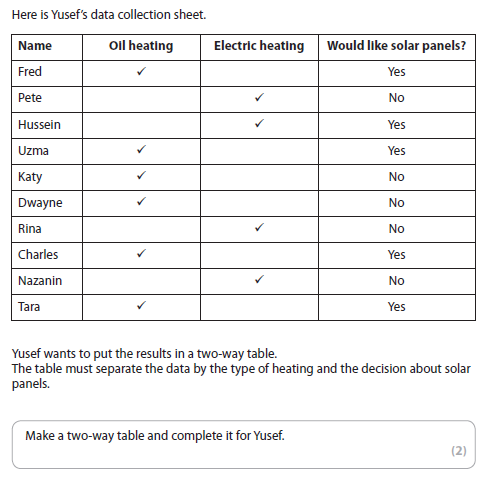 Here is Yusef's data collection sheet.
Name Oil heating Electric heating Would like solar panels?
Fred ✓ Yes
Pete ✓ No
Hussein ✓ Yes
Uzma ✓ Yes
Katy ✓ No
Dwayne ✓ No
Rina ✓ No
Charles ✓ Yes
Nazanin ✓ No
Tara ✓ Yes
Yusef wants to put the results in a two-way table.
The table must separate the data by the type of heating and the decision about solar
panels.
Make a two-way table and complete it for Yusef.
(2)